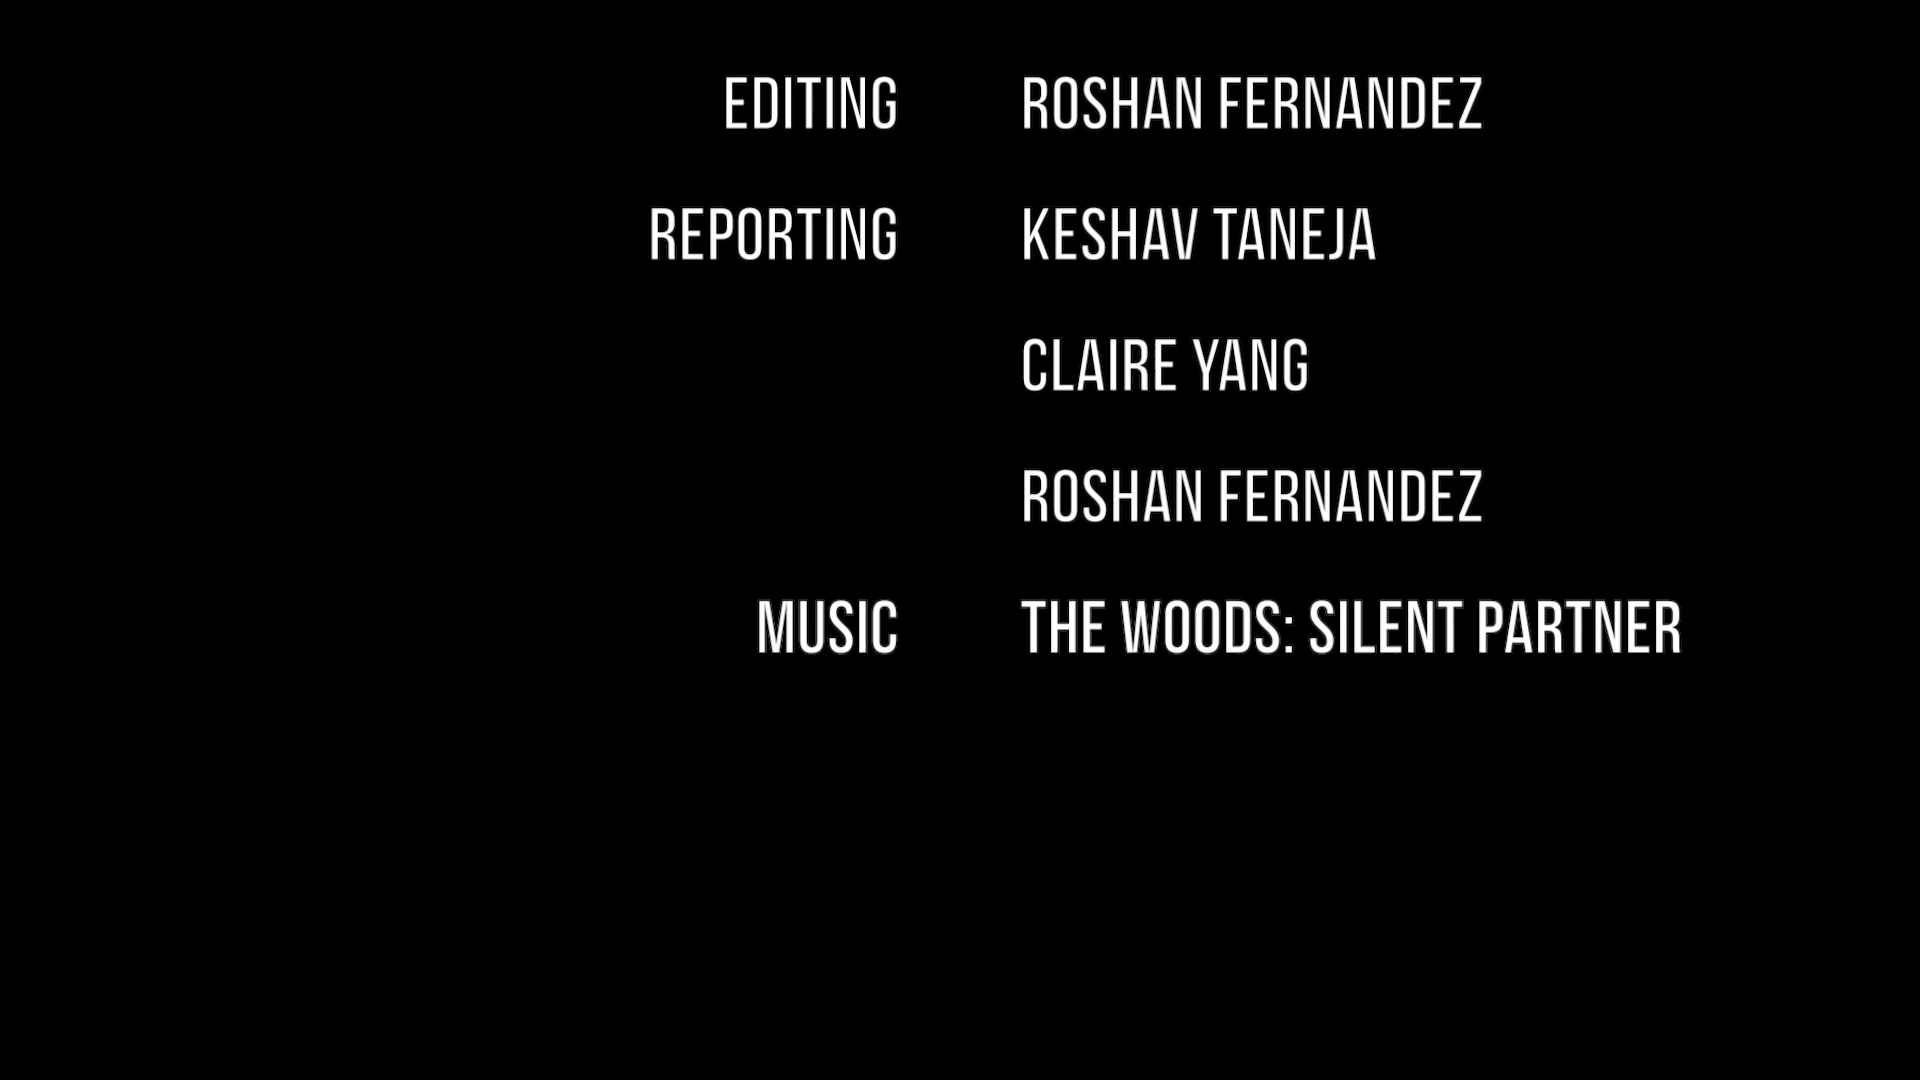 EDITING ROSHAN FERNANDEZ
REPORTING KESHAV TANEJA
CLAIRE YANG
ROSHAN FERNANDEZ
MUSIC THE WOODS: SILENT PARTNER